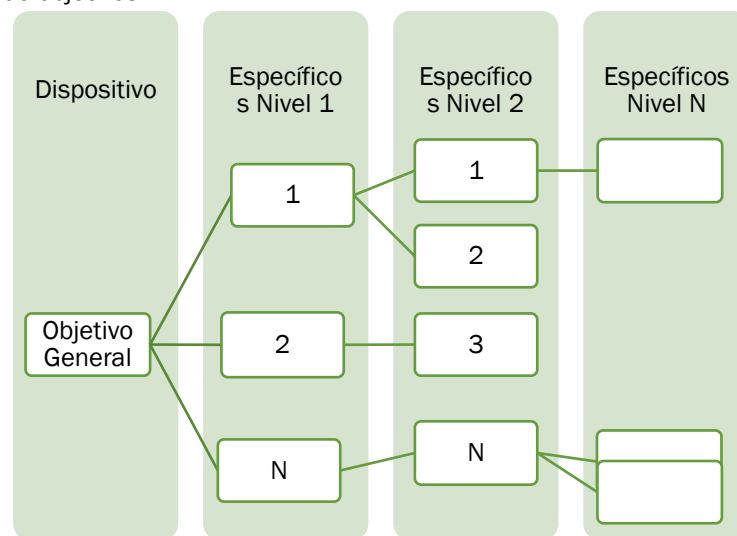 Dispositivo
Específico
s Nivel 1
Específico
s Nivel 2
Específicos
Nivel N
1
1
2
Objetivo
General
2
3
N
N